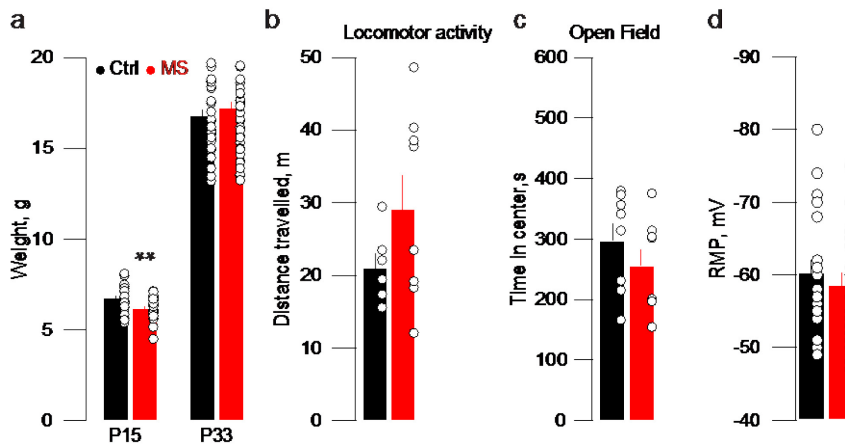 a
b
c
d
Locomotor activity
Open Field
Ctrl MS
Weight, g
20
15
10
5
0
**
P15
P33
Distance travelled, m
50
40
30
20
10
0
Time in center,s
600
500
400
300
200
100
0
RMP, mV
-90
-80
-70
-60
-50
-40